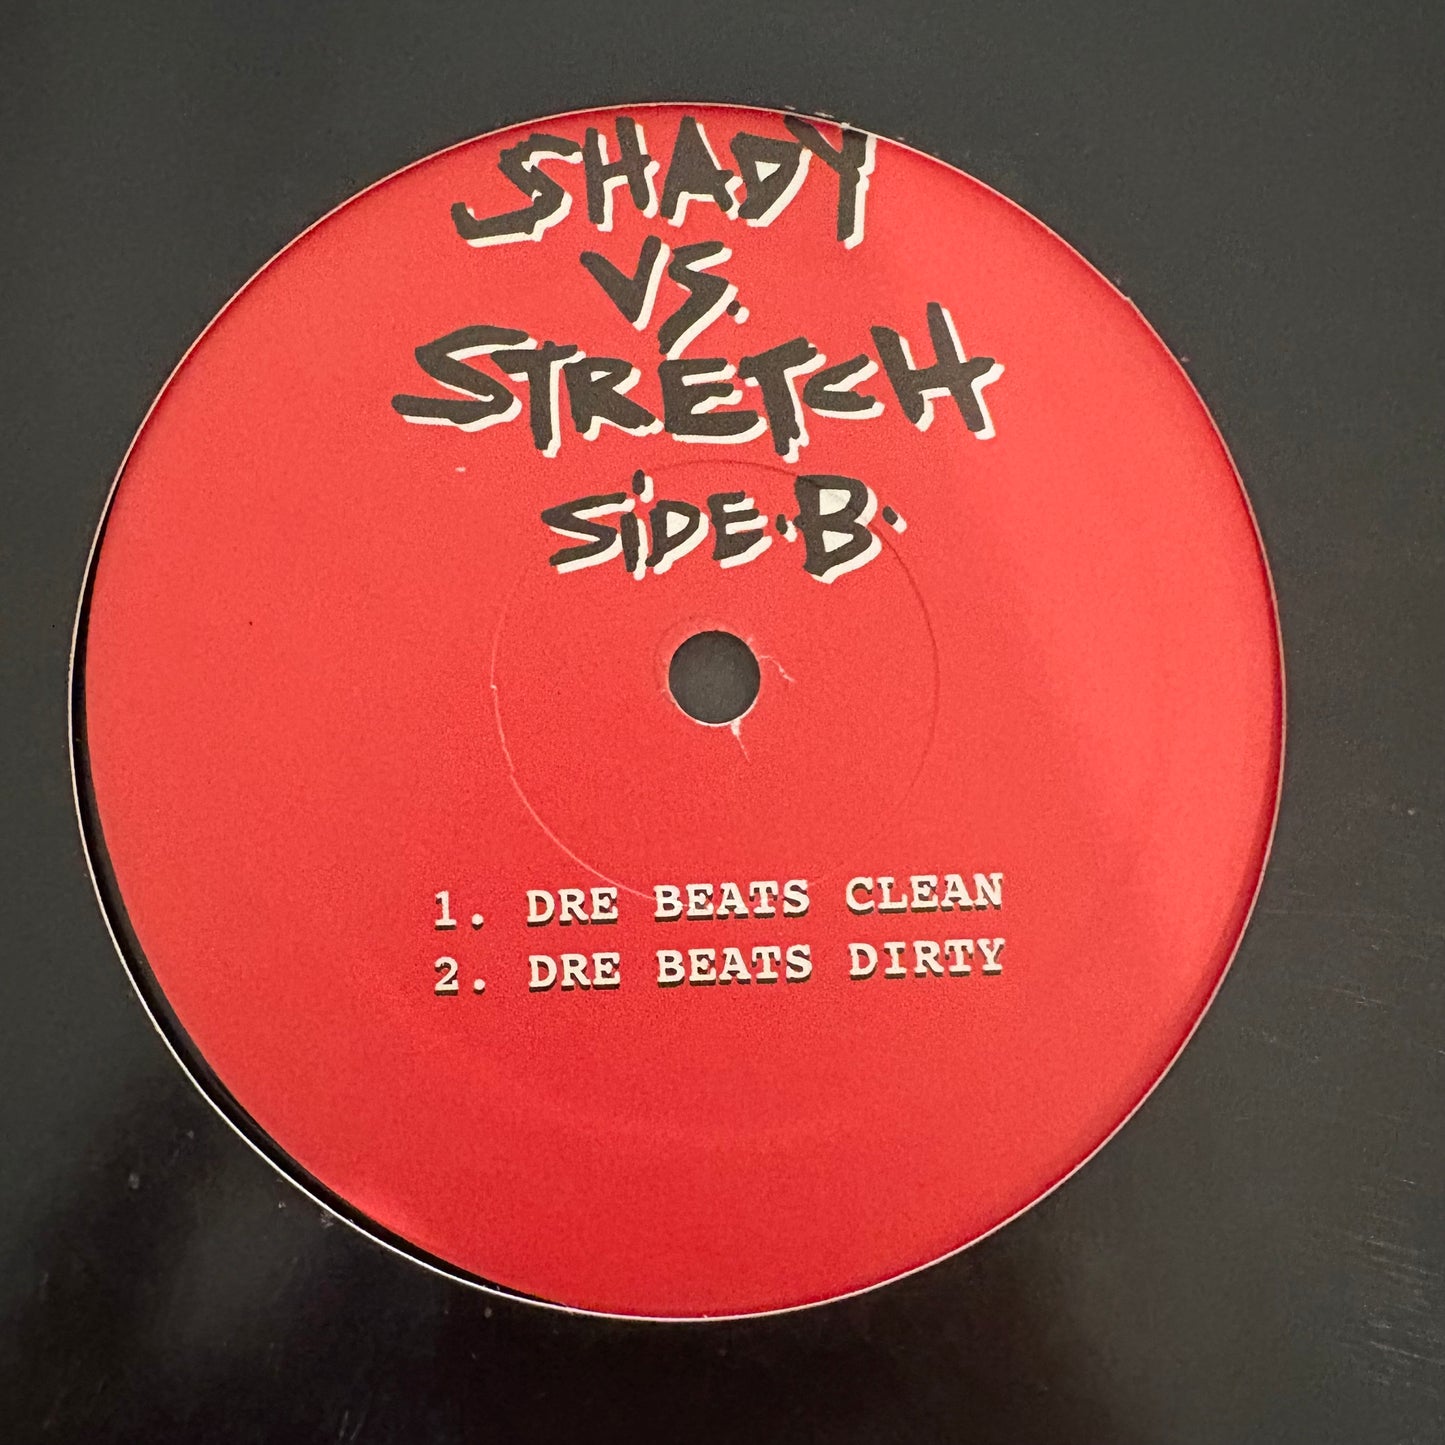 SHADY
VS.
STRETCH
SiDE·B·
1. DRE BEATS CLEAN
2. DRE BEATS DIRTY